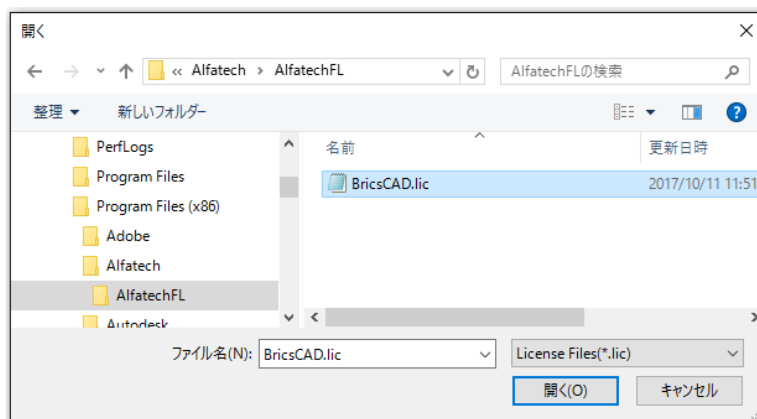 開く
« Alfatech › AlfatechFL
AlfatechFLの検索
整理
新しいフォルダー
名前
更新日時
PerfLogs
Program Files
Program Files (x86)
Adobe
Alfatech
AlfatechFL
Autodesk
BricsCAD.lic
2017/10/11 11:51
ファイル名(N):
BricsCAD.lic
License Files(*.lic)
開く(O)
キャンセル